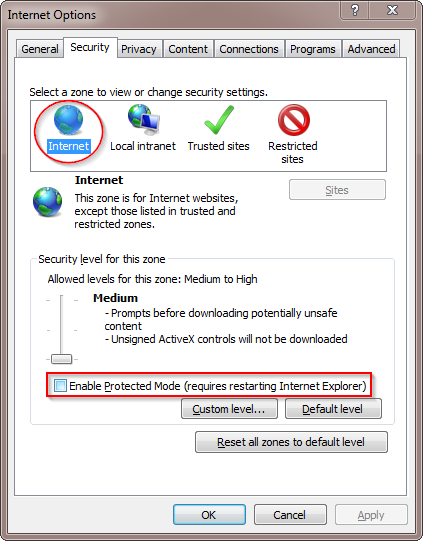 Internet Options
General Security Privacy Content Connections Programs Advanced
Select a zone to view or change security settings.
Internet Local intranet Trusted sites Restricted
sites
Internet
Sites
This zone is for Internet websites,
except those listed in trusted and
restricted zones.
Security level for this zone
Allowed levels for this zone: Medium to High
Medium
- Prompts before downloading potentially unsafe
content
- Unsigned ActiveX controls will not be downloaded
Enable Protected Mode (requires restarting Internet Explorer)
Custom level... Default level
Reset all zones to default level
OK Cancel Apply